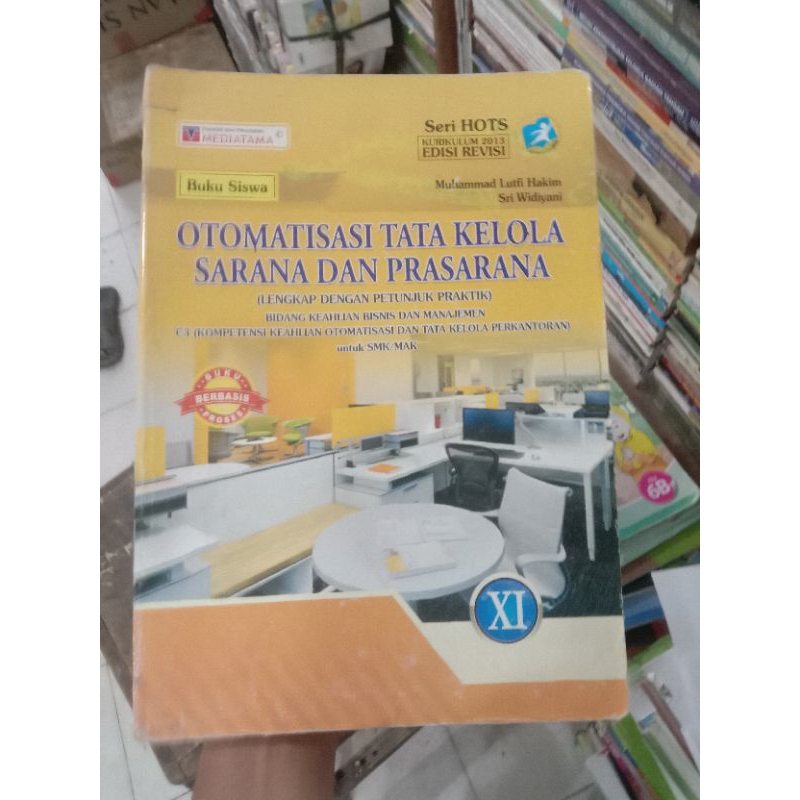 MEDIATAMA
Seri HOTS
KURIKULUM 2013
EDISI REVISI
Buku Siswa
Muhammad Lutfi Hakim
Sri Widiyani
OTOMATISASI TATA KELOLA
SARANA DAN PRASARANA
(LENGKAP DENGAN PETUNJUK PRAKTIK)
BIDANG KEAHLIAN BISNIS DAN MANAJEMEN
C3 (KOMPETENSI KEAHLIAN OTOMATISASI DAN TATA KELOLA PERKANTORAN)
untuk SMK/MAK
BUKU
BERBASIS
PROSES
6B
XI